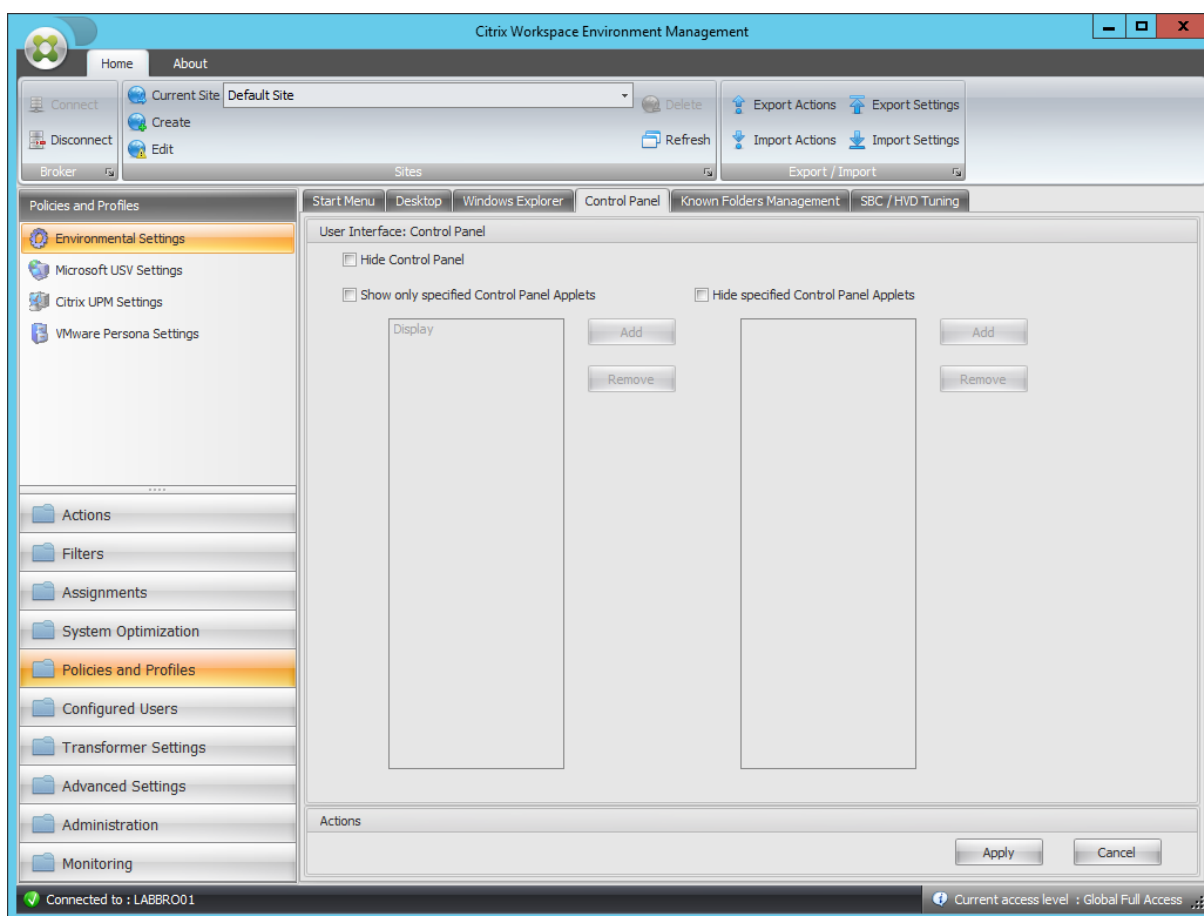 Citrix Workspace Environment Management
Home About
Connect
Disconnect
Broker
Current Site Default Site
Create
Edit
Delete
Refresh
Sites
Export Actions Export Settings
Import Actions Import Settings
Export / Import
Policies and Profiles
Environmental Settings
Microsoft USV Settings
Citrix UPM Settings
VMware Persona Settings
Actions
Filters
Assignments
System Optimization
Policies and Profiles
Configured Users
Transformer Settings
Advanced Settings
Administration
Monitoring
Start Menu Desktop Windows Explorer Control Panel Known Folders Management SBC / HVD Tuning
User Interface: Control Panel
Hide Control Panel
Show only specified Control Panel Applets Hide specified Control Panel Applets
Display Add Add
Remove Remove
Actions
Apply Cancel
Connected to : LABBRO01 Current access level : Global Full Access